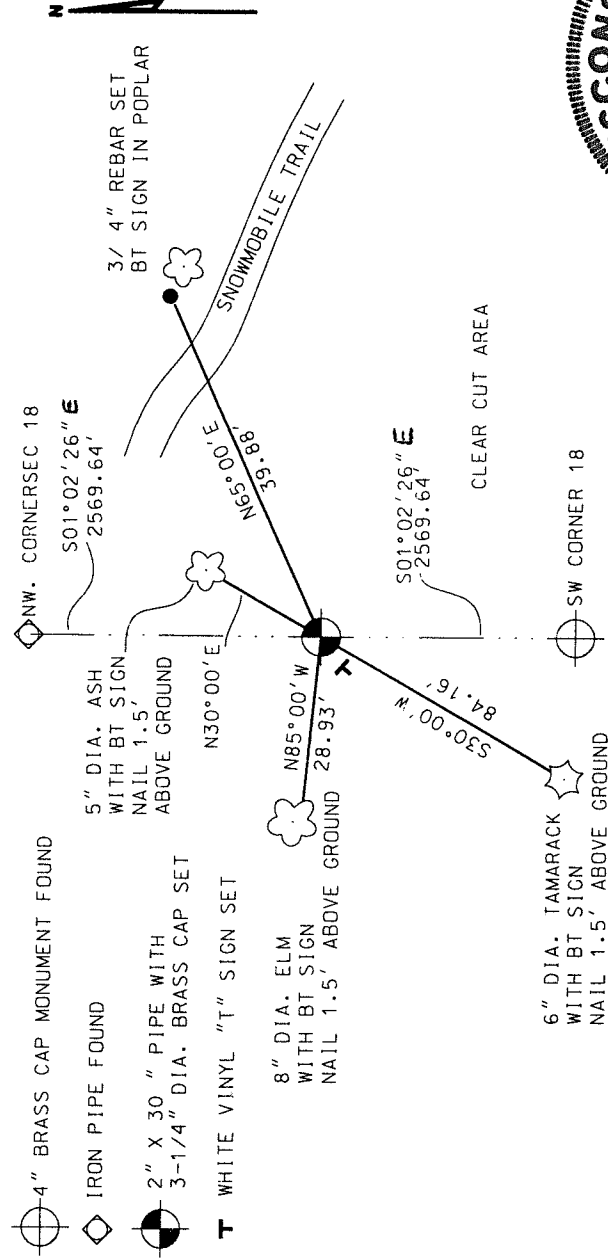 4" BRASS CAP MONUMENT FOUND
IRON PIPE FOUND
2" X 30 " PIPE WITH
3-1/4" DIA. BRASS CAP SET
T WHITE VINYL "T" SIGN SET
N
NW. CORNERSEC 18
S01°02'26"E
2569.64'
3/ 4" REBAR SET
BT SIGN IN POPLAR
SNOWMOBILE TRAIL
5" DIA. ASH
WITH BT SIGN
NAIL 1.5'
ABOVE GROUND
N30°00'E
N65°00'E
39.88'
N85°00'W
28.93'
T
8" DIA. ELM
WITH BT SIGN
NAIL 1.5' ABOVE GROUND
S30°00'W
84.16'
S01°02'26"E
2569.64'
CLEAR CUT AREA
SW CORNER 18
6" DIA. TAMARACK
WITH BT SIGN
NAIL 1.5' ABOVE GROUND